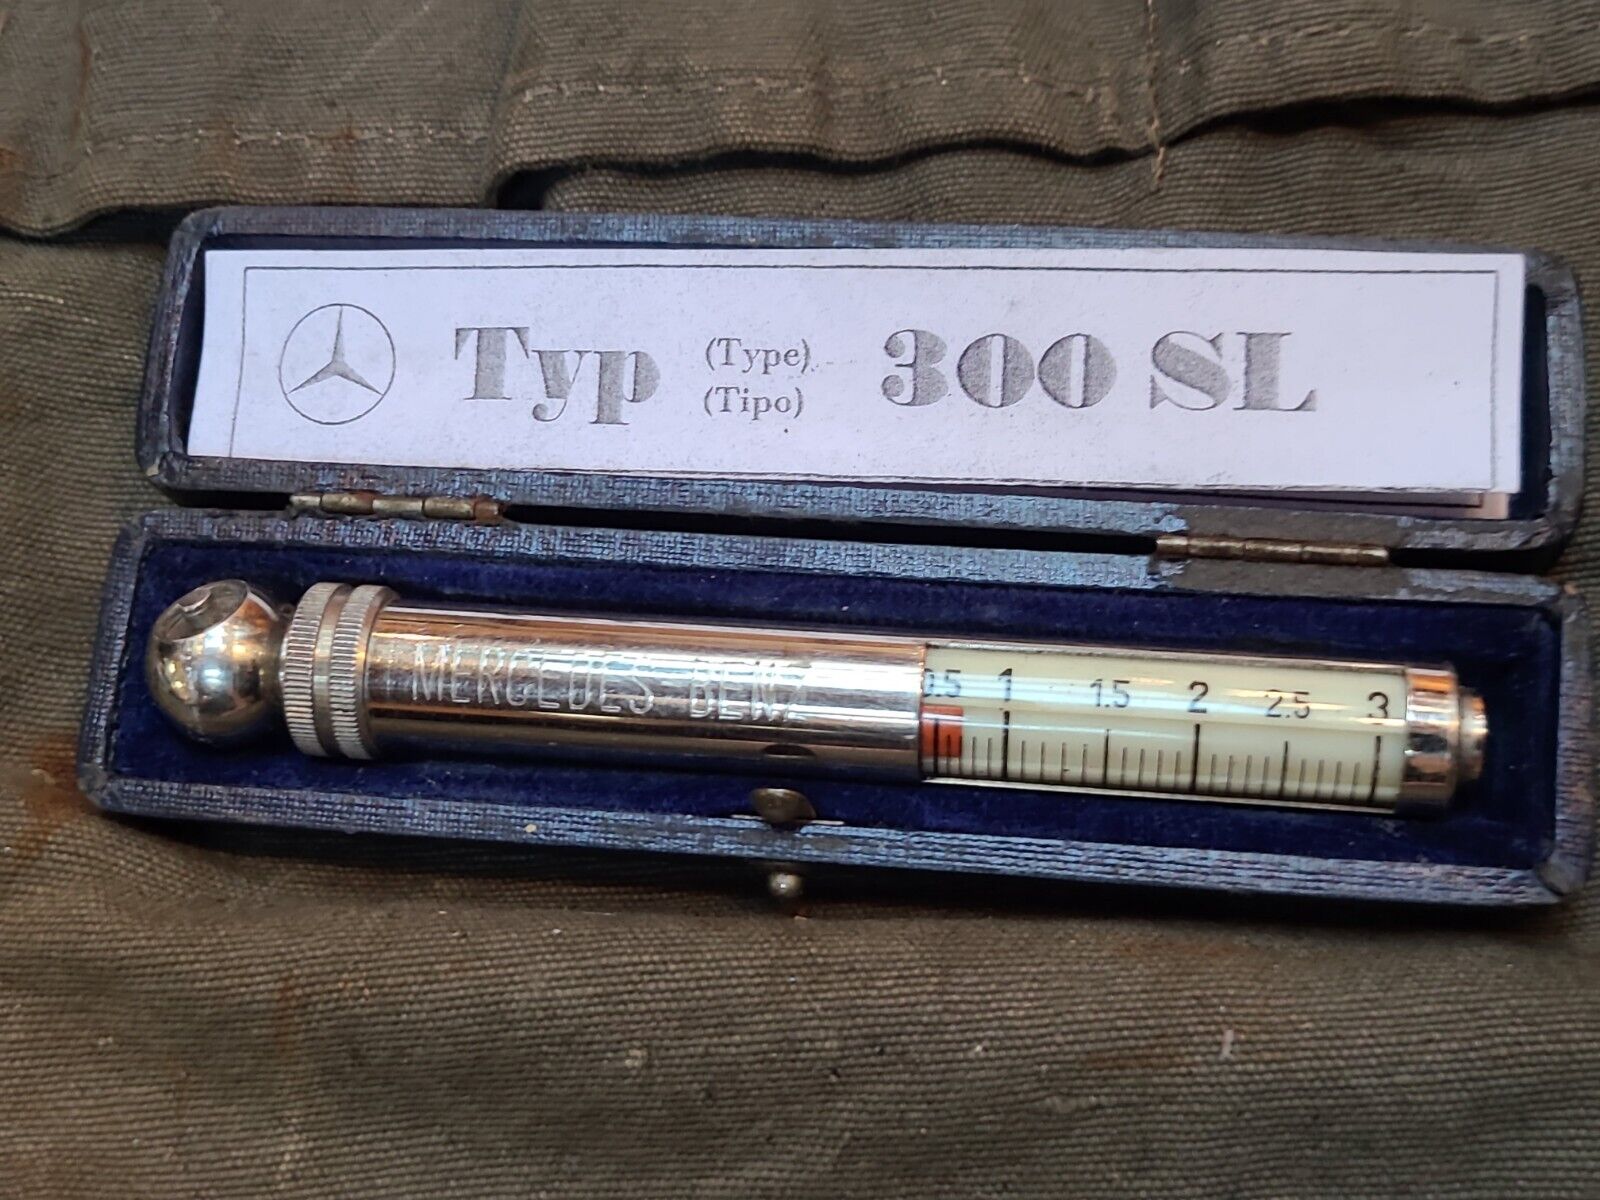 Typ (Type) 300 SL
(Tipo)
MERCEDES-BENZ
0.5 1 1.5 2 2.5 3